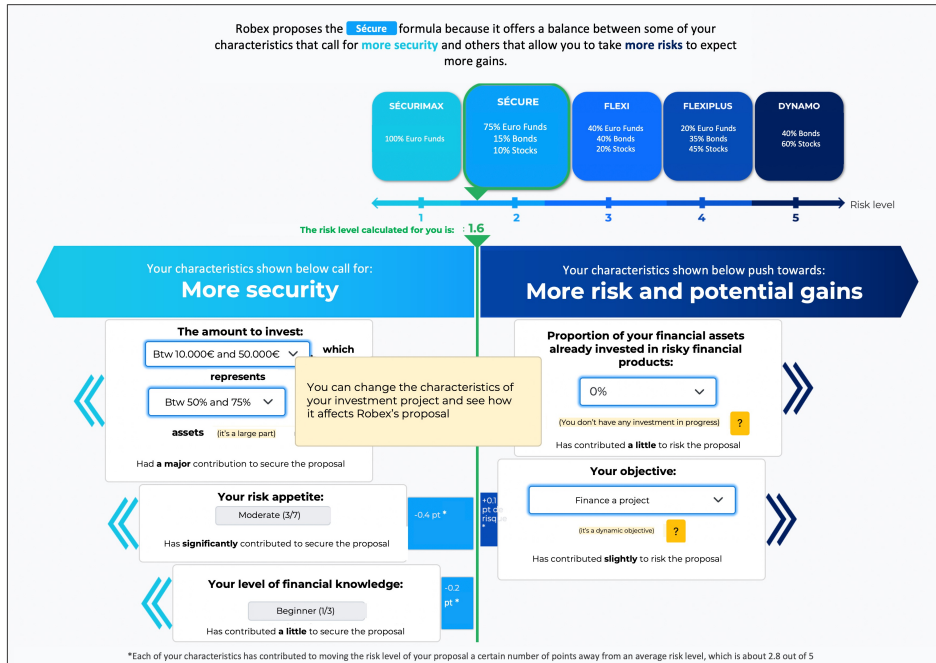 Robex proposes the Sécure formula because it offers a balance between some of your
characteristics that call for more security and others that allow you to take more risks to expect
more gains.
SÉCURIMAX
100% Euro Funds
SÉCURE
75% Euro Funds
15% Bonds
10% Stocks
FLEXI
40% Euro Funds
40% Bonds
20% Stocks
FLEXIPLUS
20% Euro Funds
35% Bonds
45% Stocks
DYNAMO
40% Bonds
60% Stocks
1 2 3 4 5 Risk level
The risk level calculated for you is: : 1.6
Your characteristics shown below call for:
More security
Your characteristics shown below push towards:
More risk and potential gains
The amount to invest:
Btw 10.000€ and 50.000€ , which
represents
Btw 50% and 75%
assets (it's a large part)
Had a major contribution to secure the proposal
You can change the characteristics of
your investment project and see how
it affects Robex's proposal
Proportion of your financial assets
already invested in risky financial
products:
0%
(You don't have any investment in progress) ?
Has contributed a little to risk the proposal
Your risk appetite:
Moderate (3/7)
Has significantly contributed to secure the proposal
-0.4 pt *
+0.1
pt de
*
Your objective:
Finance a project
(it's a dynamic objective) ?
Has contributed slightly to risk the proposal
Your level of financial knowledge:
Beginner (1/3)
Has contributed a little to secure the proposal
-0.2
pt *
*Each of your characteristics has contributed to moving the risk level of your proposal a certain number of points away from an average risk level, which is about 2.8 out of 5